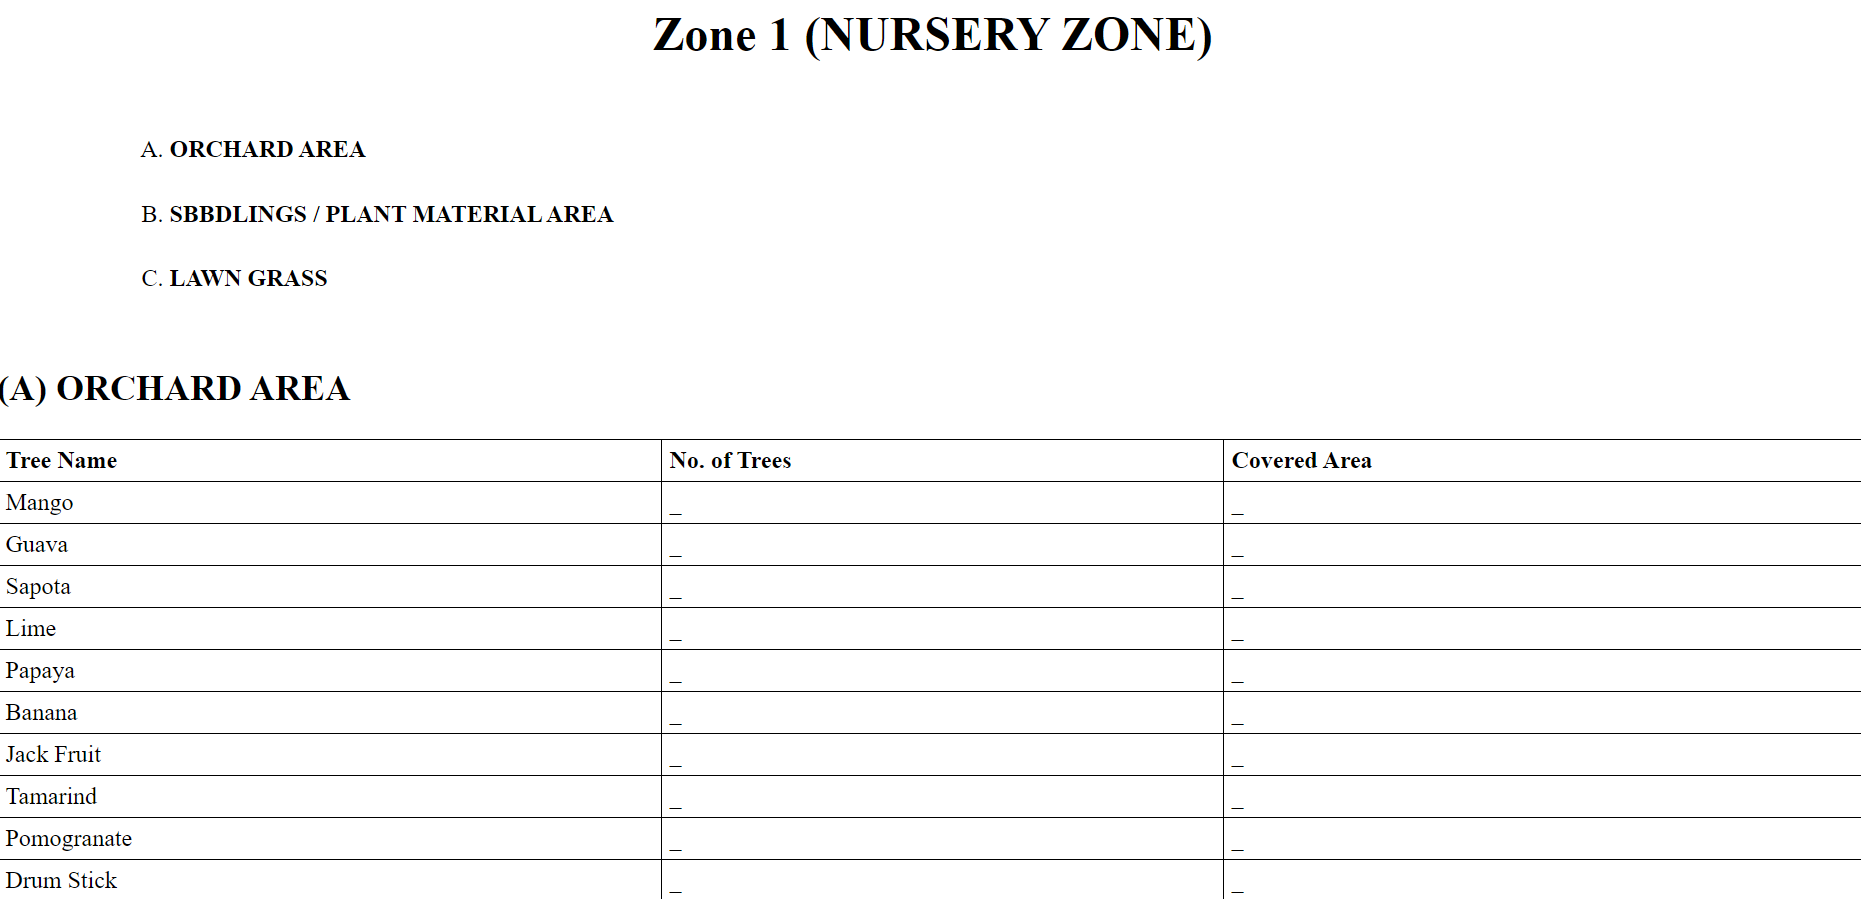 Zone 1 (NURSERY ZONE)
A. ORCHARD AREA
B. SBBDLINGS / PLANT MATERIAL AREA
C. LAWN GRASS
(A) ORCHARD AREA
Tree Name No. of Trees Covered Area
Mango _ _
Guava _ _
Sapota _ _
Lime _ _
Papaya _ _
Banana _ _
Jack Fruit _ _
Tamarind _ _
Pomogranate _ _
Drum Stick _ _